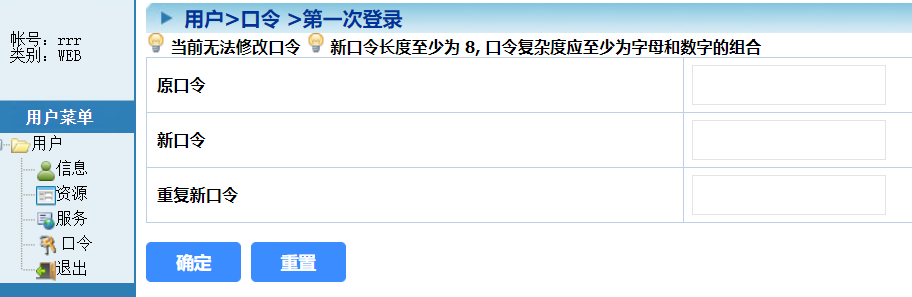 帐号：rrr
类别：WEB
用户菜单
用户
信息
资源
服务
口令
退出
用户>口令 >第一次登录
当前无法修改口令 新口令长度至少为 8, 口令复杂度应至少为字母和数字的组合
原口令
新口令
重复新口令
确定 重置